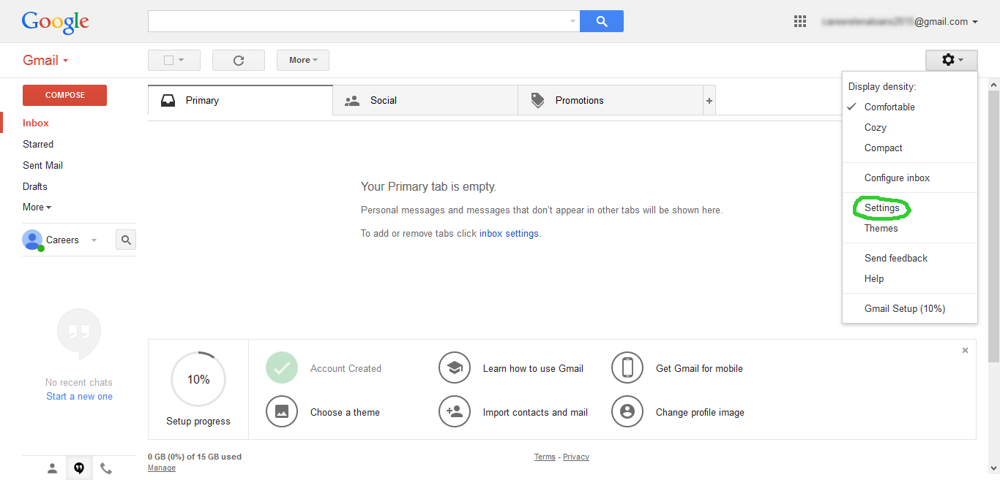 Google
@gmail.com
Gmail
More
COMPOSE
Inbox
Starred
Sent Mail
Drafts
More
Careers
No recent chats
Start a new one
Primary
Social
Promotions
+
Your Primary tab is empty.
Personal messages and messages that don't appear in other tabs will be shown here.
To add or remove tabs click inbox settings.
Display density:
Comfortable
Cozy
Compact
Configure inbox
Settings
Themes
Send feedback
Help
Gmail Setup (10%)
10%
Setup progress
Account Created
Learn how to use Gmail
Get Gmail for mobile
Choose a theme
Import contacts and mail
Change profile image
0 GB (0%) of 15 GB used
Manage
Terms - Privacy